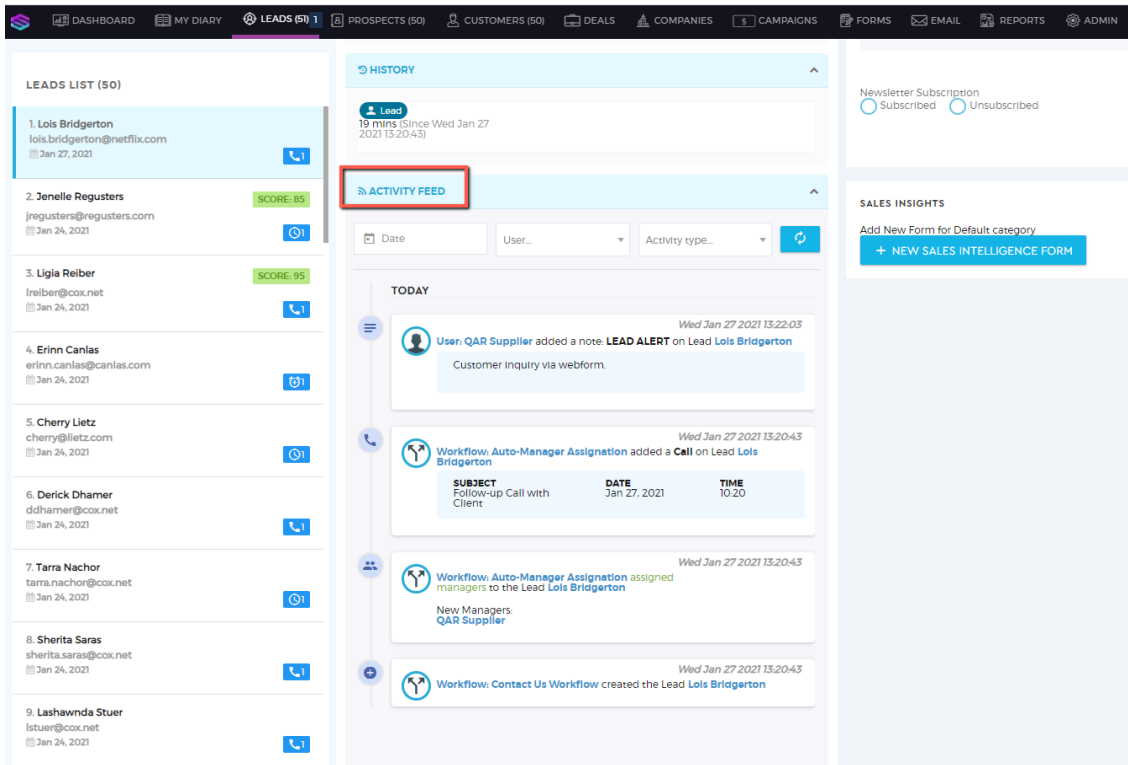 DASHBOARD MY DIARY LEADS (51) 1 PROSPECTS (50) CUSTOMERS (50) DEALS COMPANIES CAMPAIGNS FORMS EMAIL REPORTS ADMIN
LEADS LIST (50)
1. Lois Bridgerton
lois.bridgerton@netflix.com
Jan 27, 2021
1
2. Jenelle Regusters
SCORE: 85
jregusters@regusters.com
Jan 24, 2021
1
3. Ligia Reiber
SCORE: 95
lreiber@cox.net
Jan 24, 2021
1
4. Erinn Canlas
erinn.canlas@canlas.com
Jan 24, 2021
1
5. Cherry Lietz
cherry@lietz.com
Jan 24, 2021
1
6. Derick Dhamer
ddhamer@cox.net
Jan 24, 2021
1
7. Tarra Nachor
tarra.nachor@cox.net
Jan 24, 2021
1
8. Sherita Saras
sherita.saras@cox.net
Jan 24, 2021
1
9. Lashawnda Stuer
lstuer@cox.net
Jan 24, 2021
1
HISTORY
Lead
19 mins (Since Wed Jan 27
2021 13:20:43)
ACTIVITY FEED
Date
User...
Activity type...
TODAY
Wed Jan 27 2021 13:22:03
User: QAR Supplier added a note: LEAD ALERT on Lead Lois Bridgerton
Customer inquiry via webform.
Wed Jan 27 2021 13:20:43
Workflow: Auto-Manager Assignation added a Call on Lead Lois
Bridgerton
SUBJECT DATE TIME
Follow-up Call with Jan 27, 2021 10:20
Client
Wed Jan 27 2021 13:20:43
Workflow: Auto-Manager Assignation assigned
managers to the Lead Lois Bridgerton
New Managers:
QAR Supplier
Wed Jan 27 2021 13:20:43
Workflow: Contact Us Workflow created the Lead Lois Bridgerton
Newsletter Subscription
Subscribed Unsubscribed
SALES INSIGHTS
Add New Form for Default category
+ NEW SALES INTELLIGENCE FORM